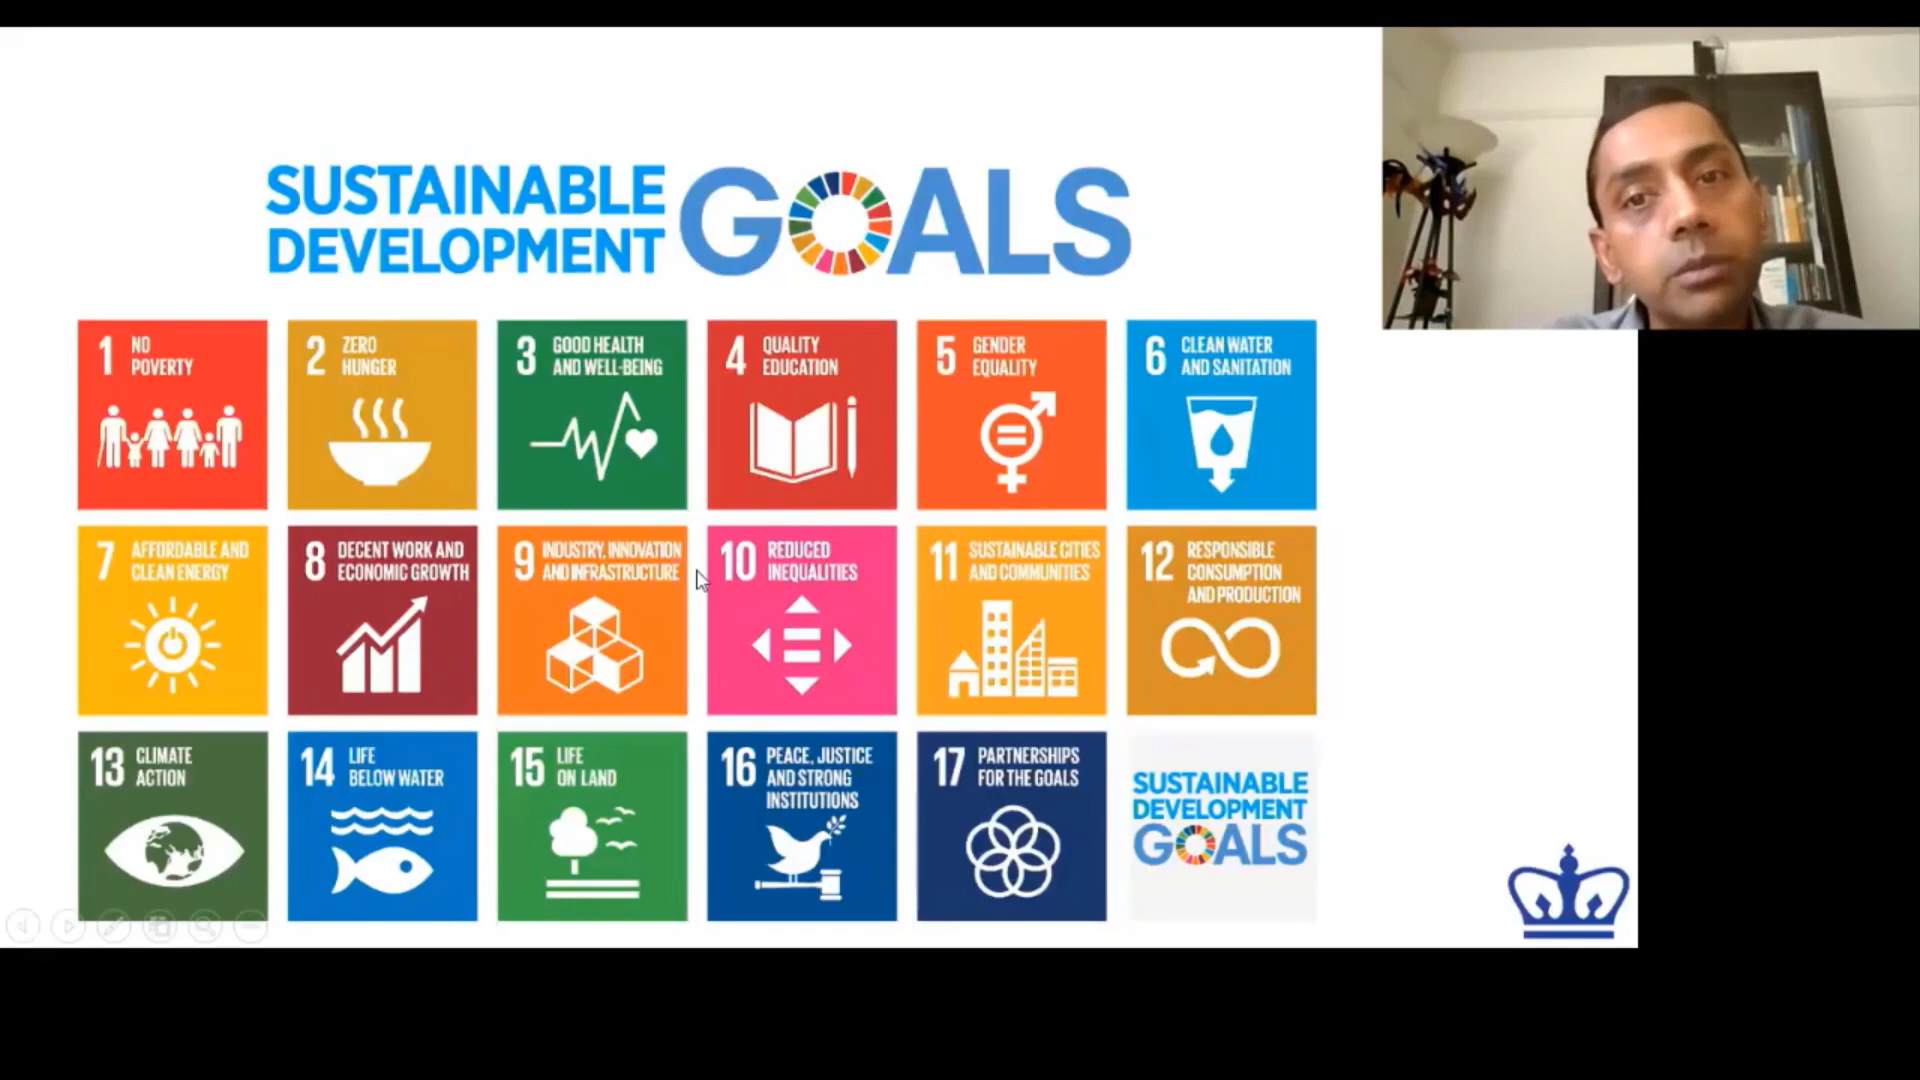 SUSTAINABLE
DEVELOPMENT
GOALS
1 NO
POVERTY
2 ZERO
HUNGER
3 GOOD HEALTH
AND WELL-BEING
4 QUALITY
EDUCATION
5 GENDER
EQUALITY
6 CLEAN WATER
AND SANITATION
7 AFFORDABLE AND
CLEAN ENERGY
8 DECENT WORK AND
ECONOMIC GROWTH
9 INDUSTRY, INNOVATION
AND INFRASTRUCTURE
10 REDUCED
INEQUALITIES
11 SUSTAINABLE CITIES
AND COMMUNITIES
12 RESPONSIBLE
CONSUMPTION
AND PRODUCTION
13 CLIMATE
ACTION
14 LIFE
BELOW WATER
15 LIFE
ON LAND
16 PEACE, JUSTICE
AND STRONG
INSTITUTIONS
17 PARTNERSHIPS
FOR THE GOALS
SUSTAINABLE
DEVELOPMENT
GOALS